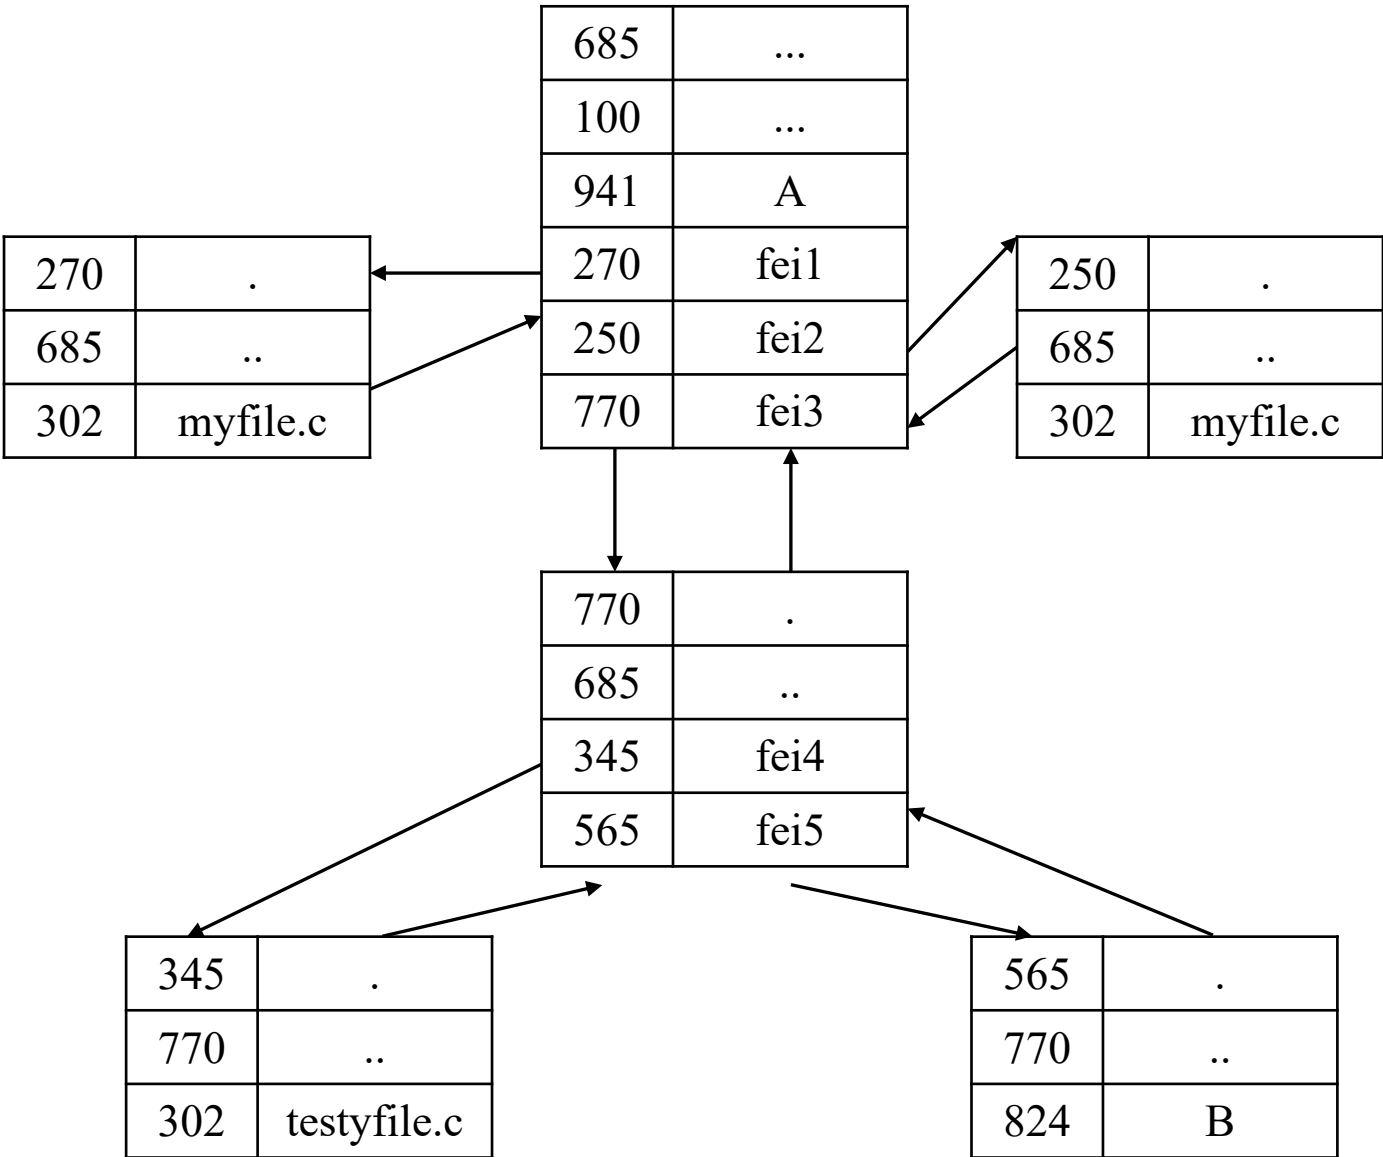 685 ...
100 ...
941 A
270 fei1
250 fei2
770 fei3
270 .
685 ..
302 myfile.c
250 .
685 ..
302 myfile.c
770 .
685 ..
345 fei4
565 fei5
345 .
770 ..
302 testyfile.c
565 .
770 ..
824 B